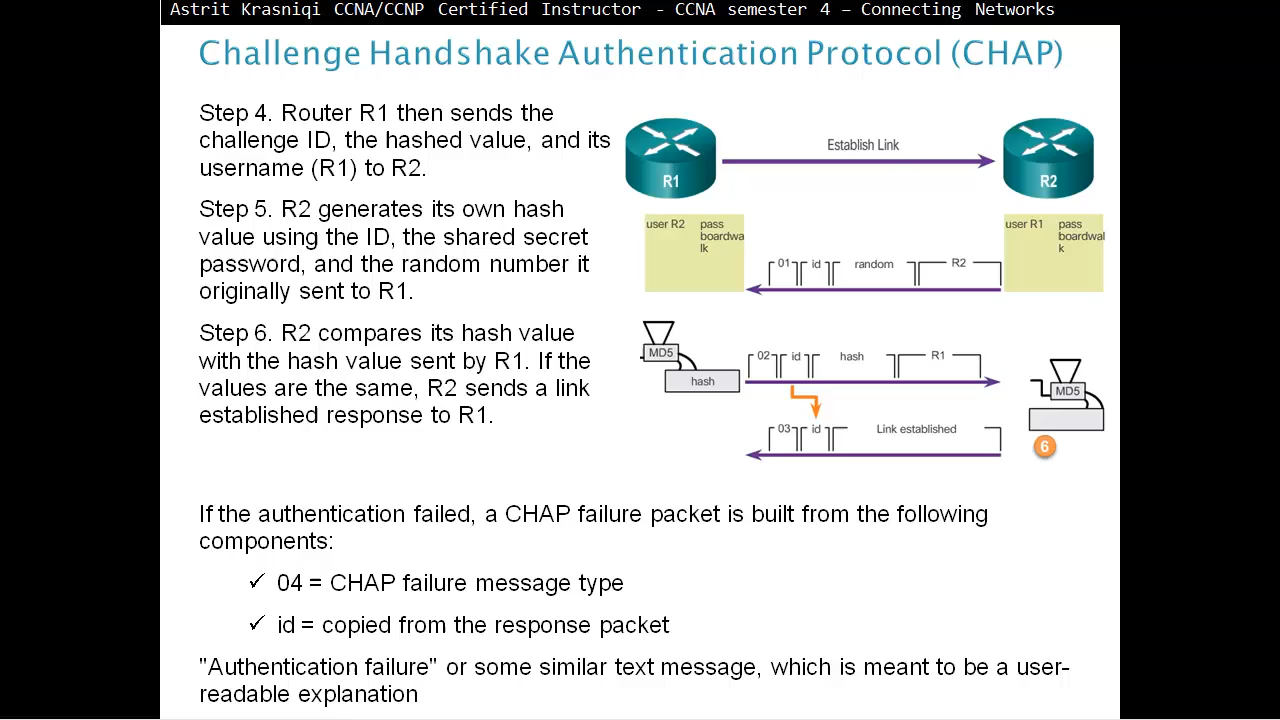 Astrit Krasniqi CCNA/CCNP Certified Instructor - CCNA semester 4 – Connecting Networks
Challenge Handshake Authentication Protocol (CHAP)
Step 4. Router R1 then sends the
challenge ID, the hashed value, and its
username (R1) to R2.
Step 5. R2 generates its own hash
value using the ID, the shared secret
password, and the random number it
originally sent to R1.
Step 6. R2 compares its hash value
with the hash value sent by R1. If the
values are the same, R2 sends a link
established response to R1.
Establish Link
R1
R2
user R2 pass
boardwa
lk
user R1 pass
boardwal
k
01 id random R2
MD5
hash
02 id hash R1
MD5
03 id Link established
6
If the authentication failed, a CHAP failure packet is built from the following
components:
✓ 04 = CHAP failure message type
✓ id = copied from the response packet
"Authentication failure" or some similar text message, which is meant to be a user-
readable explanation